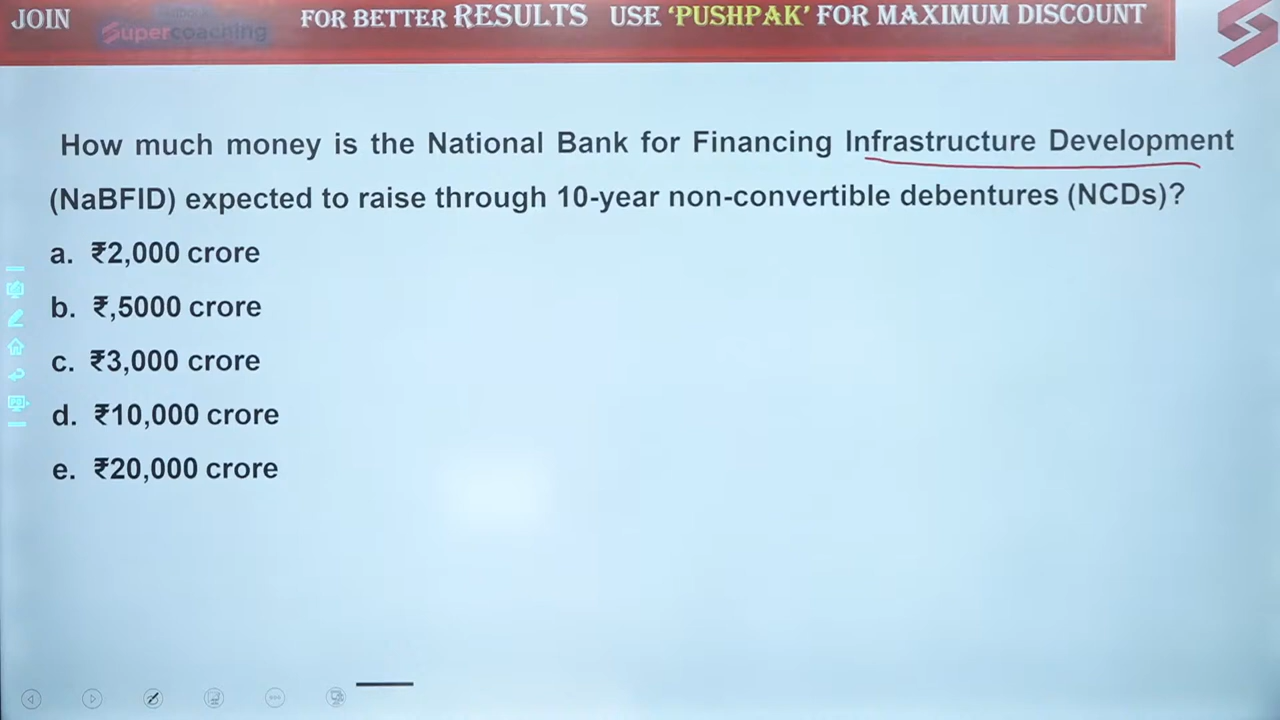 JOIN
Supercoaching
FOR BETTER RESULTS USE ‘PUSHPAK’ FOR MAXIMUM DISCOUNT
How much money is the National Bank for Financing Infrastructure Development
(NaBFID) expected to raise through 10-year non-convertible debentures (NCDs)?
a. ₹2,000 crore
b. ₹,5000 crore
c. ₹3,000 crore
d. ₹10,000 crore
e. ₹20,000 crore